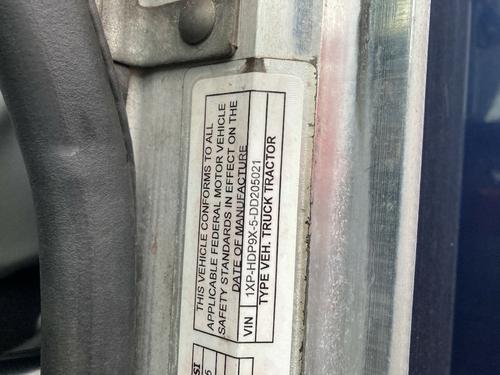 THIS VEHICLE CONFORMS TO ALL
APPLICABLE FEDERAL MOTOR VEHICLE
SAFETY STANDARDS IN EFFECT ON THE
DATE OF MANUFACTURE
VIN 1XP-HDP9X-5-DD205021
TYPE VEH. TRUCK TRACTOR